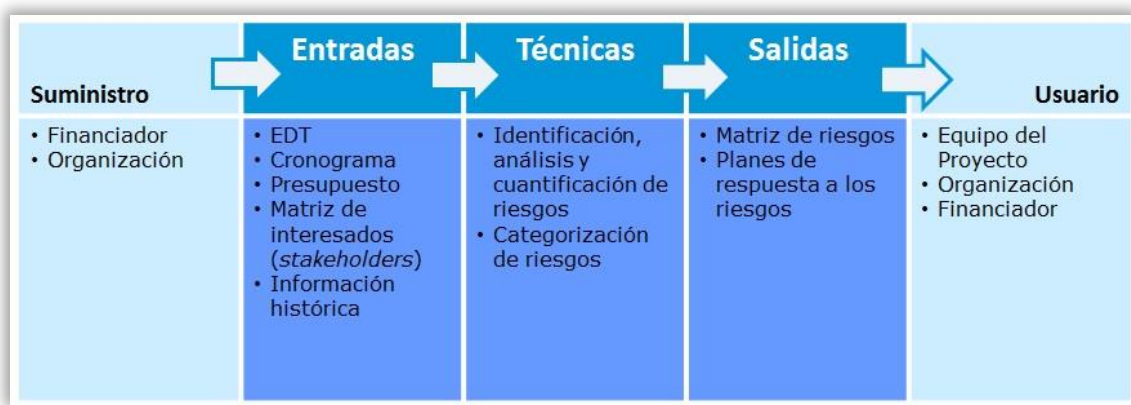 Suministro
• Financiador
• Organización
Entradas
• EDT
• Cronograma
• Presupuesto
• Matriz de
interesados
(stakeholders)
• Información
histórica
Técnicas
• Identificación,
análisis y
cuantificación de
riesgos
• Categorización
de riesgos
Salidas
• Matriz de riesgos
• Planes de
respuesta a los
riesgos
Usuario
• Equipo del
Proyecto
• Organización
• Financiador